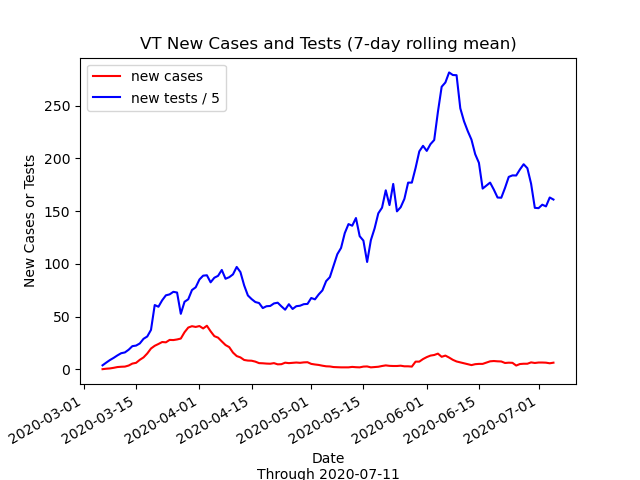 VT New Cases and Tests (7-day rolling mean)
new cases
new tests / 5
New Cases or Tests
250
200
150
100
50
0
2020-03-01
2020-03-15
2020-04-01
2020-04-15
2020-05-01
2020-05-15
2020-06-01
2020-06-15
2020-07-01
Date
Through 2020-07-11